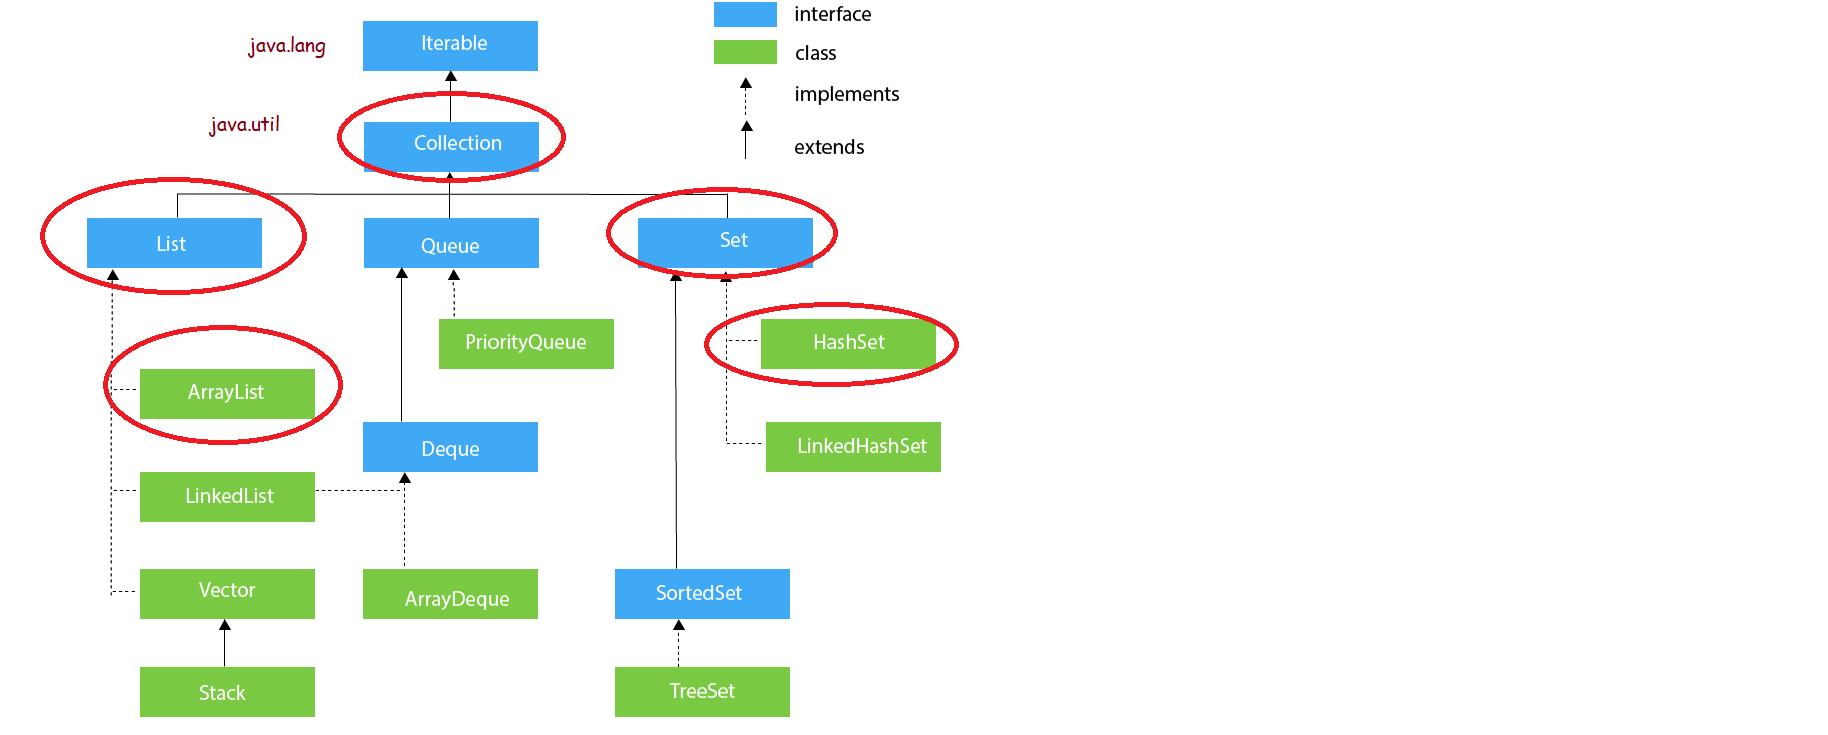 interface
java.lang
Iterable
class
implements
java.util
Collection
extends
List
Queue
Set
PriorityQueue
HashSet
ArrayList
Deque
LinkedHashSet
LinkedList
Vector
ArrayDeque
SortedSet
Stack
TreeSet